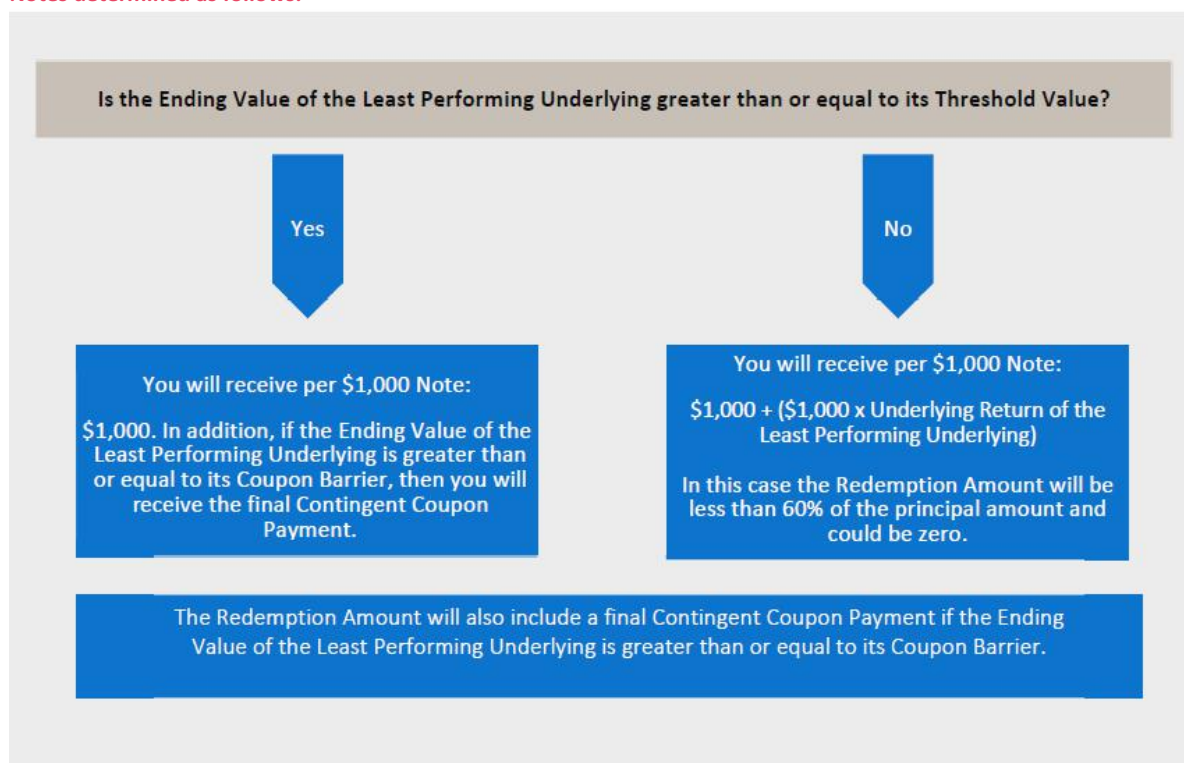 Notes determined as follows:
Is the Ending Value of the Least Performing Underlying greater than or equal to its Threshold Value?
Yes
No
You will receive per $1,000 Note:
$1,000. In addition, if the Ending Value of the
Least Performing Underlying is greater than
or equal to its Coupon Barrier, then you will
receive the final Contingent Coupon
Payment.
You will receive per $1,000 Note:
$1,000 + ($1,000 x Underlying Return of the
Least Performing Underlying)
In this case the Redemption Amount will be
less than 60% of the principal amount and
could be zero.
The Redemption Amount will also include a final Contingent Coupon Payment if the Ending
Value of the Least Performing Underlying is greater than or equal to its Coupon Barrier.